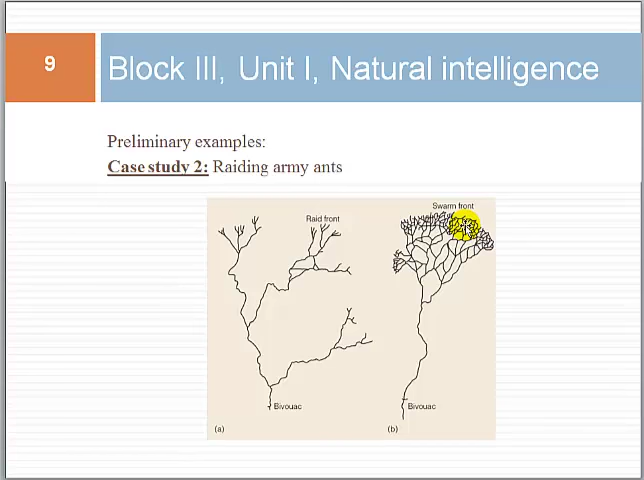 9
Block III, Unit I, Natural intelligence
Preliminary examples:
Case study 2: Raiding army ants
Swarm front
Raid front
Bivouac
Bivouac
(a)
(b)